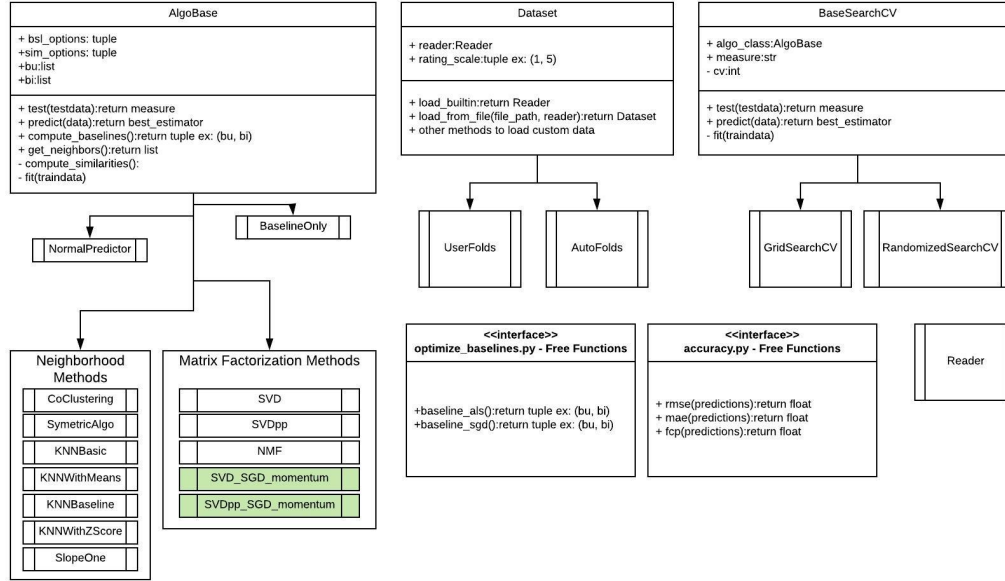 AlgoBase
+ bsl_options: tuple
+sim_options: tuple
+bu:list
+bi:list
+ test(testdata):return measure
+ predict(data):return best_estimator
+ compute_baselines():return tuple ex: (bu, bi)
+ get_neighbors():return list
- compute_similarities():
- fit(traindata)
NormalPredictor
BaselineOnly
Neighborhood
Methods
CoClustering
SymetricAlgo
KNNBasic
KNNWithMeans
KNNBaseline
KNNWithZScore
SlopeOne
Matrix Factorization Methods
SVD
SVDpp
NMF
SVD_SGD_momentum
SVDpp_SGD_momentum
Dataset
+ reader:Reader
+ rating_scale:tuple ex: (1, 5)
+ load_builtin:return Reader
+ load_from_file(file_path, reader):return Dataset
+ other methods to load custom data
UserFolds
AutoFolds
BaseSearchCV
+ algo_class:AlgoBase
+ measure:str
- cv:int
+ test(testdata):return measure
+ predict(data):return best_estimator
- fit(traindata)
GridSearchCV
RandomizedSearchCV
<<interface>>
optimize_baselines.py - Free Functions
+baseline_als():return tuple ex: (bu, bi)
+baseline_sgd():return tuple ex: (bu, bi)
<<interface>>
accuracy.py - Free Functions
+ rmse(predictions):return float
+ mae(predictions):return float
+ fcp(predictions):return float
Reader